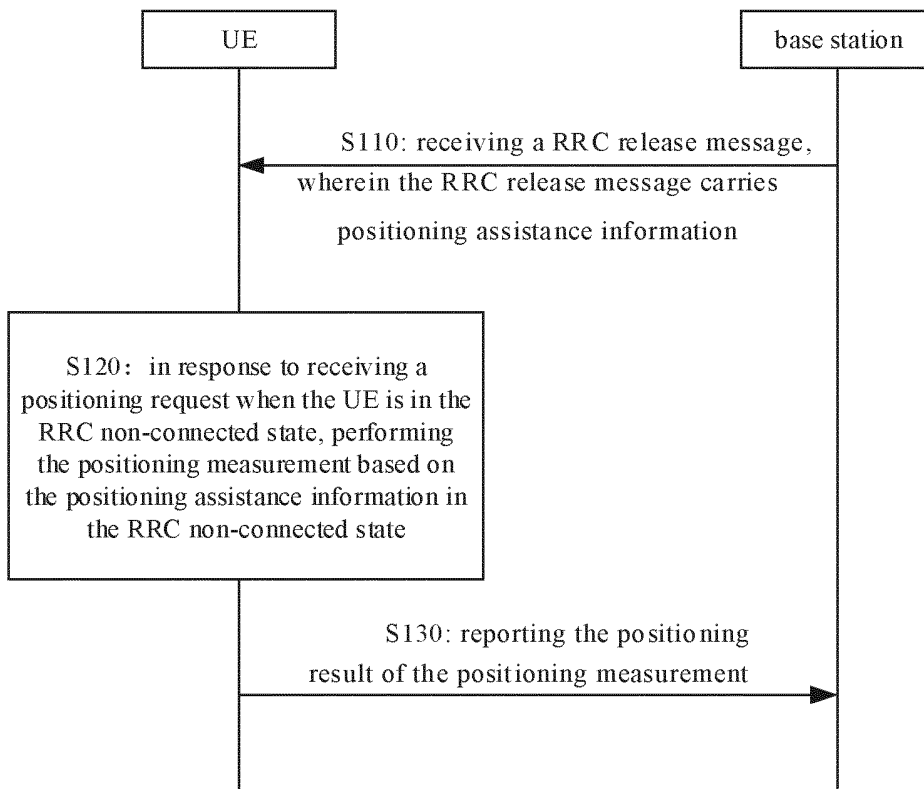 UE
base station
S110: receiving a RRC release message,
wherein the RRC release message carries
positioning assistance information
S120: in response to receiving a
positioning request when the UE is in the
RRC non-connected state, performing
the positioning measurement based on
the positioning assistance information in
the RRC non-connected state
S130: reporting the positioning
result of the positioning measurement